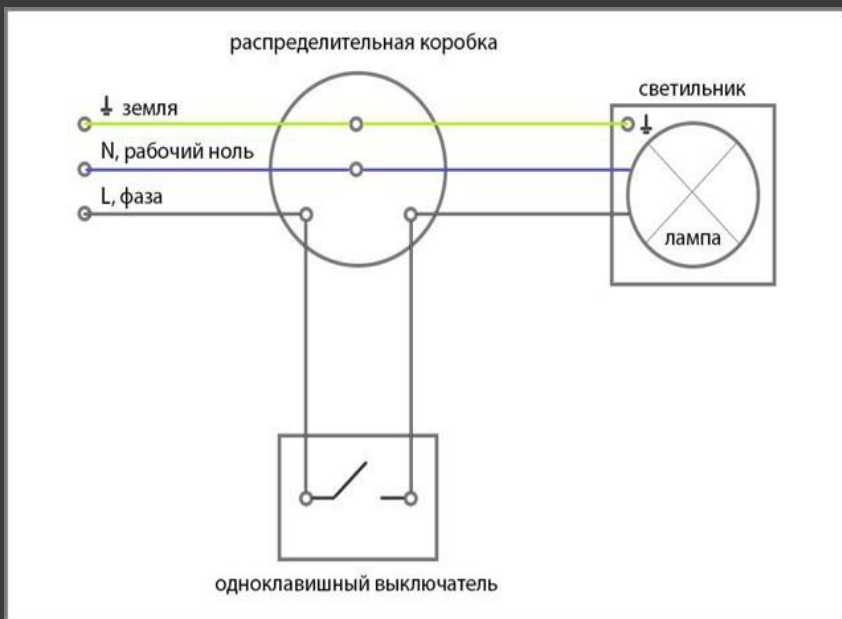 распределительная коробка
светильник
⏚ земля
⏚
N, рабочий ноль
L, фаза
лампа
одноклавишный выключатель